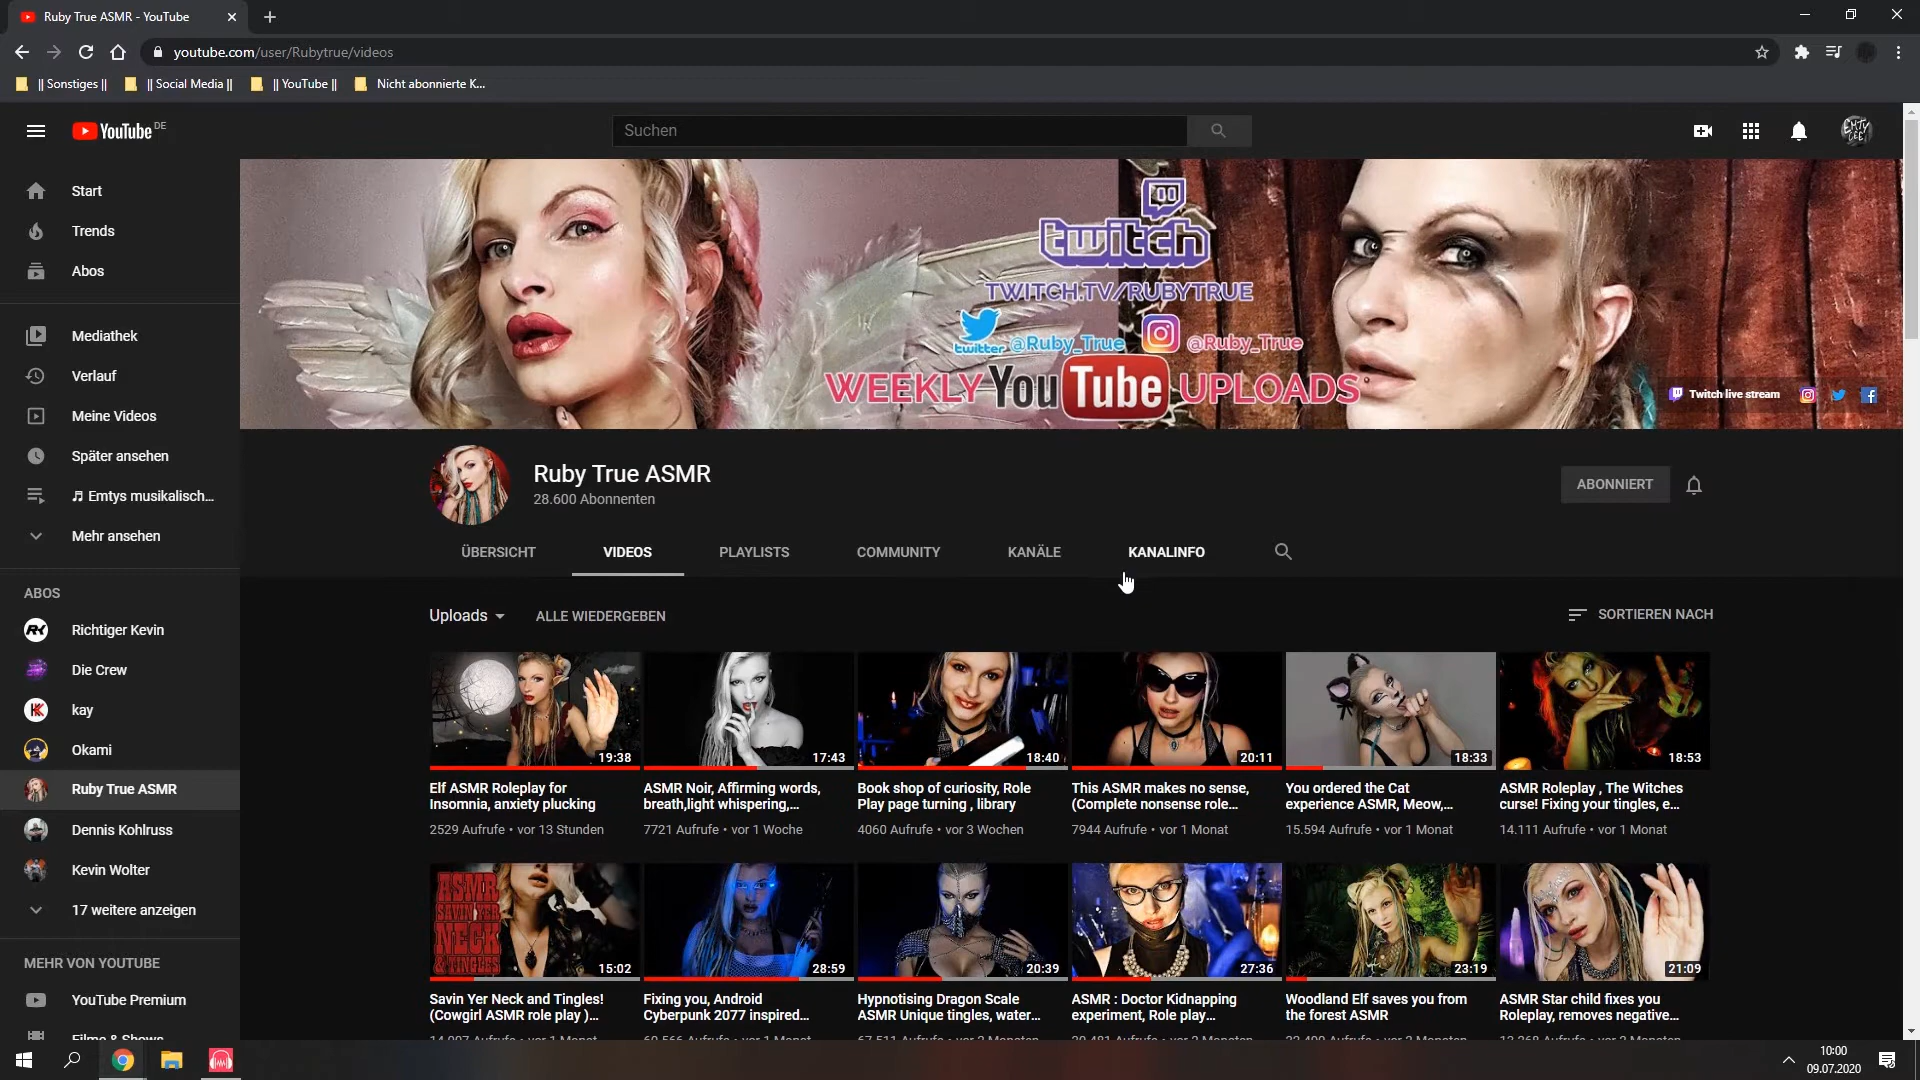 Ruby True ASMR - YouTube
youtube.com/user/Rubytrue/videos
|| Sonstiges ||
|| Social Media ||
|| YouTube ||
Nicht abonnierte K...
YouTube DE
Suchen
Start
Trends
Abos
Mediathek
Verlauf
Meine Videos
Später ansehen
♬ Emtys musikalisch...
Mehr ansehen
ABOS
Richtiger Kevin
Die Crew
kay
Okami
Ruby True ASMR
Dennis Kohlruss
Kevin Wolter
17 weitere anzeigen
MEHR VON YOUTUBE
YouTube Premium
Filme & Shows
twitch
TWITCH.TV/RUBYTRUE
twitter @Ruby_True @Ruby_True
WEEKLY YouTube UPLOADS
Twitch live stream
Ruby True ASMR
28.600 Abonnenten
ABONNIERT
ÜBERSICHT
VIDEOS
PLAYLISTS
COMMUNITY
KANÄLE
KANALINFO
Uploads
ALLE WIEDERGEBEN
SORTIEREN NACH
19:38
Elf ASMR Roleplay for
Insomnia, anxiety plucking
2529 Aufrufe • vor 13 Stunden
17:43
ASMR Noir, Affirming words,
breath,light whispering,...
7721 Aufrufe • vor 1 Woche
18:40
Book shop of curiosity, Role
Play page turning , library
4060 Aufrufe • vor 3 Wochen
20:11
This ASMR makes no sense,
(Complete nonsense role...
7944 Aufrufe • vor 1 Monat
18:33
You ordered the Cat
experience ASMR, Meow,...
15.594 Aufrufe • vor 1 Monat
18:53
ASMR Roleplay , The Witches
curse! Fixing your tingles, e...
14.111 Aufrufe • vor 1 Monat
ASMR
SAVIN YER
NECK
& TINGLES
15:02
Savin Yer Neck and Tingles!
(Cowgirl ASMR role play )...
28:59
Fixing you, Android
Cyberpunk 2077 inspired...
20:39
Hypnotising Dragon Scale
ASMR Unique tingles, water...
27:36
ASMR : Doctor Kidnapping
experiment, Role play...
23:19
Woodland Elf saves you from
the forest ASMR
21:09
ASMR Star child fixes you
Roleplay, removes negative...
10:00
09.07.2020